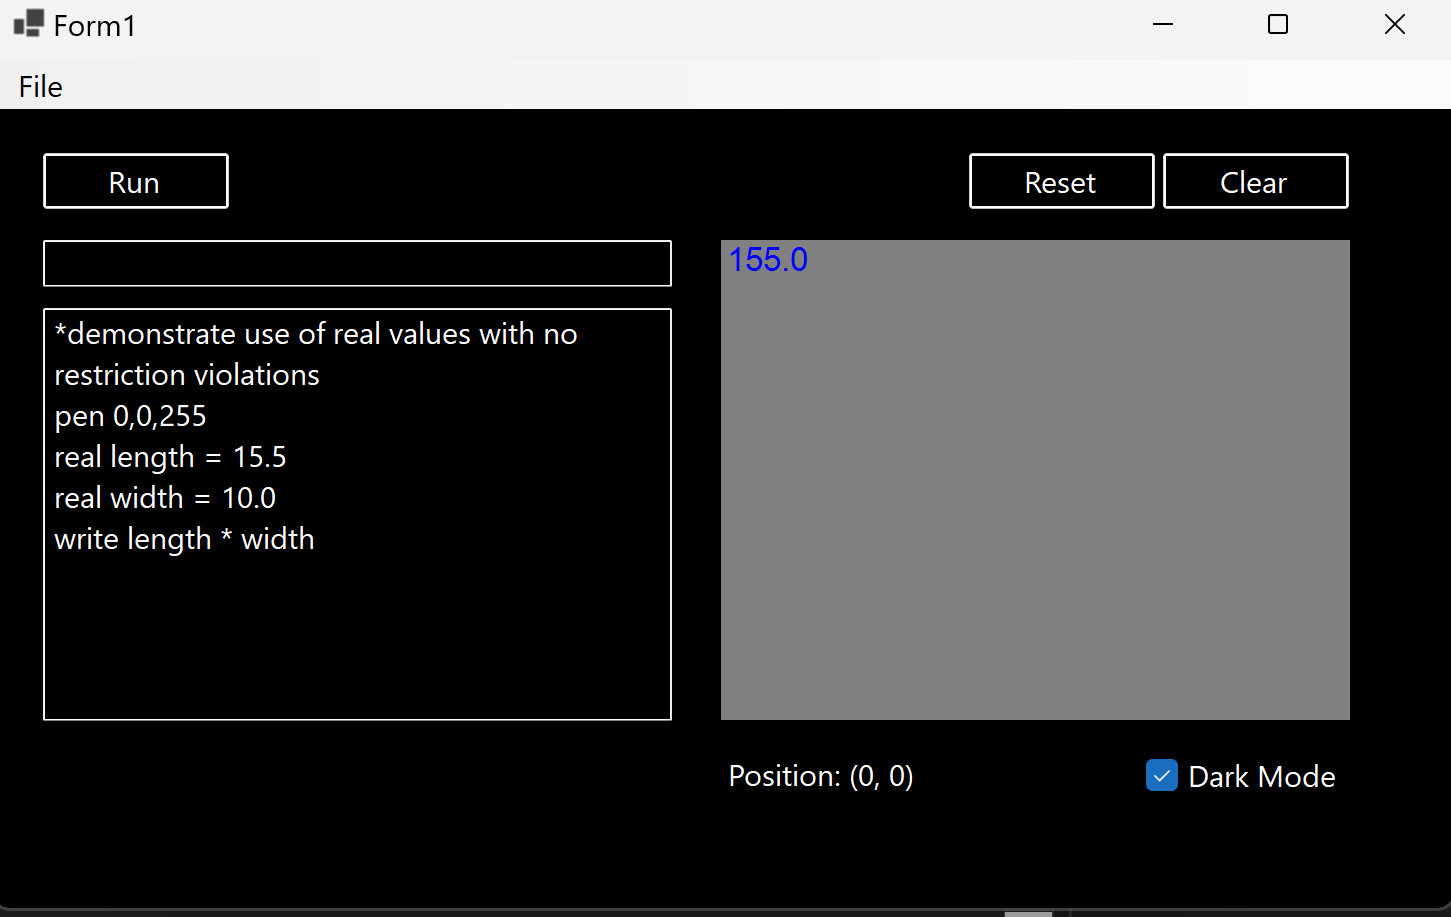 Form1
File
Run
Reset
Clear
*demonstrate use of real values with no
restriction violations
pen 0,0,255
real length = 15.5
real width = 10.0
write length * width
155.0
Position: (0, 0)
Dark Mode